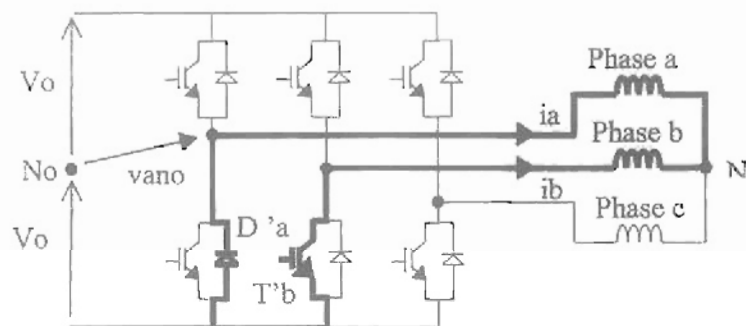 Vo
Phase a
ia
Phase b
No
vano
N
ib
Vo
Phase c
D'a
T'b